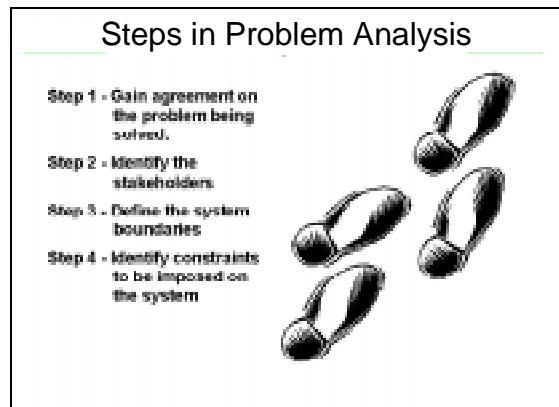 Steps in Problem Analysis
Step 1 - Gain agreement on
the problem being
solved.
Step 2 - Identify the
stakeholders
Step 3 - Define the system
boundaries
Step 4 - Identify constraints
to be imposed on
the system